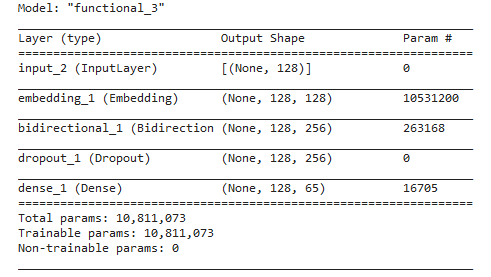 Model: "functional_3"
Layer (type) Output Shape Param #
input_2 (InputLayer) [(None, 128)] 0
embedding_1 (Embedding) (None, 128, 128) 10531200
bidirectional_1 (Bidirection (None, 128, 256) 263168
dropout_1 (Dropout) (None, 128, 256) 0
dense_1 (Dense) (None, 128, 65) 16705
Total params: 10,811,073
Trainable params: 10,811,073
Non-trainable params: 0